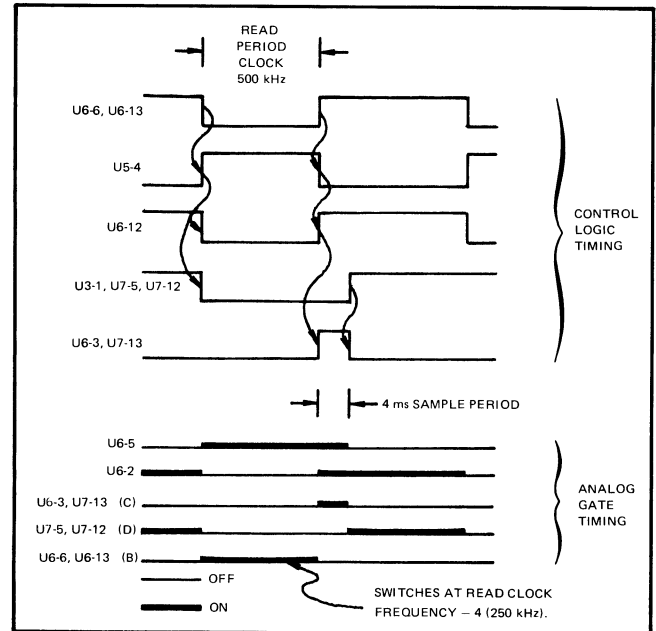 READ
PERIOD
CLOCK
500 kHz
U6-6, U6-13
U5-4
U6-12
U3-1, U7-5, U7-12
U6-3, U7-13
CONTROL
LOGIC
TIMING
4 ms SAMPLE PERIOD
U6-5
U6-2
U6-3, U7-13 (C)
U7-5, U7-12 (D)
U6-6, U6-13 (B)
ANALOG
GATE
TIMING
OFF
ON
SWITCHES AT READ CLOCK
FREQUENCY – 4 (250 kHz).